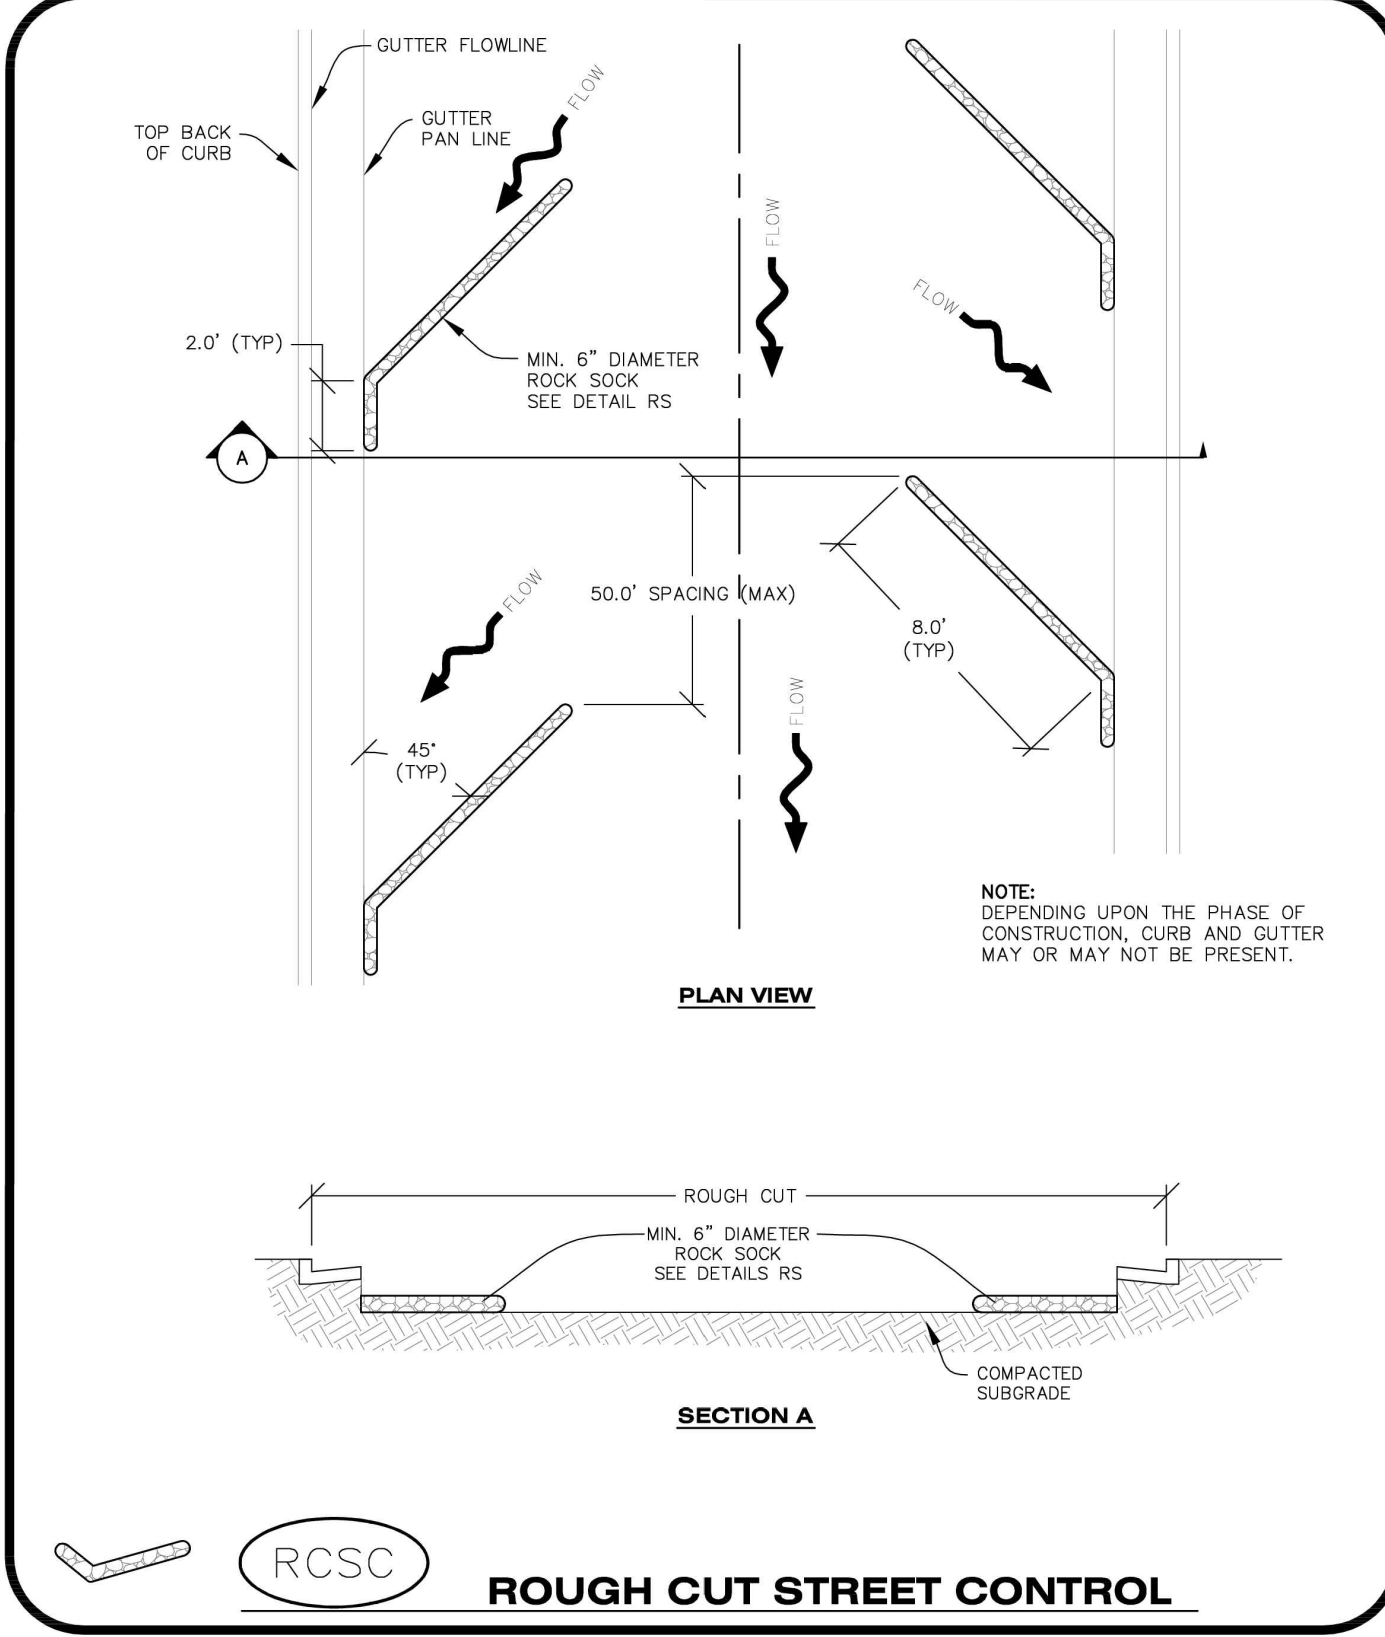 GUTTER FLOWLINE
FLOW
GUTTER
PAN LINE
TOP BACK
OF CURB
FLOW
FLOW
2.0' (TYP)
MIN. 6" DIAMETER
ROCK SOCK
SEE DETAIL RS
A
50.0' SPACING (MAX)
FLOW
8.0'
(TYP)
FLOW
45°
(TYP)
NOTE:
DEPENDING UPON THE PHASE OF
CONSTRUCTION, CURB AND GUTTER
MAY OR MAY NOT BE PRESENT.
PLAN VIEW
ROUGH CUT
MIN. 6" DIAMETER
ROCK SOCK
SEE DETAILS RS
COMPACTED
SUBGRADE
SECTION A
RCSC
ROUGH CUT STREET CONTROL